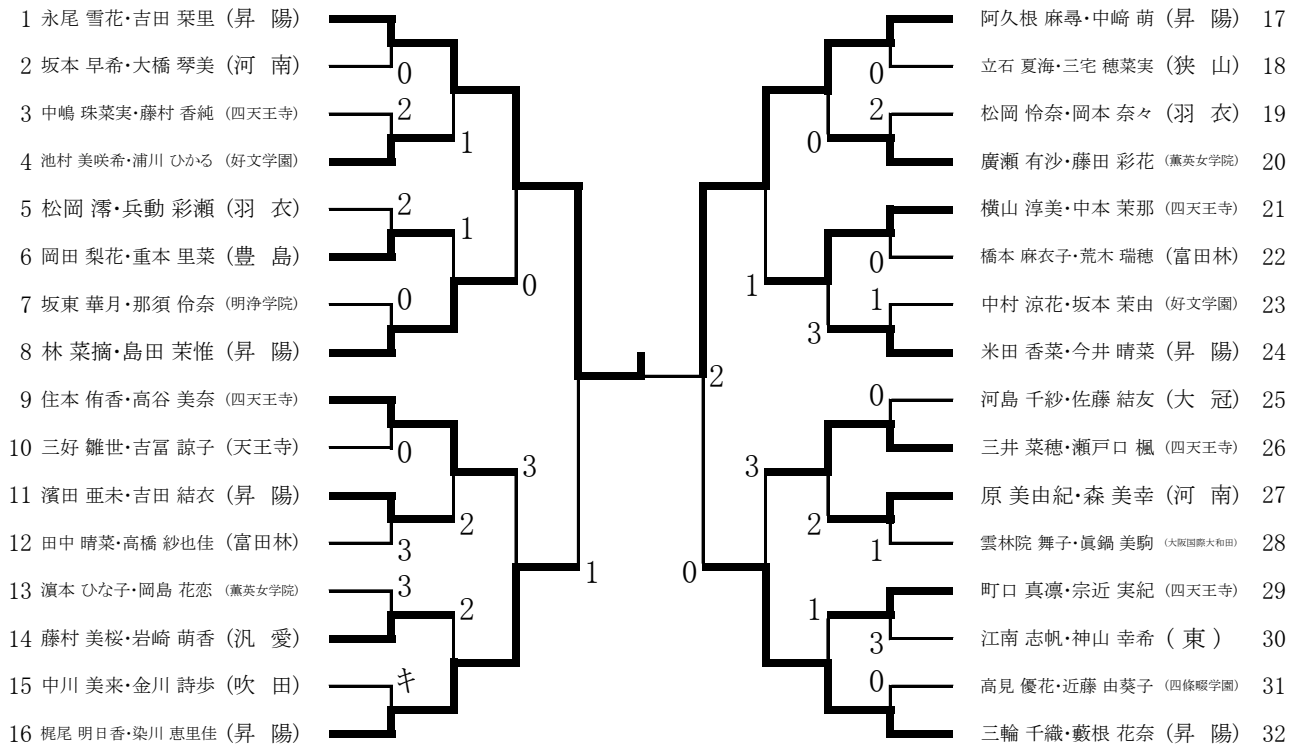 1 永尾 雪花・吉田 栞里 (昇 陽)
2 坂本 早希・大橋 琴美 (河 南)
0
3 中嶋 珠菜実・藤村 香純 (四天王寺)
2
1
4 池村 美咲希・浦川 ひかる (好文学園)
5 松岡 澪・兵動 彩瀬 (羽 衣)
2
1
6 岡田 梨花・重本 里菜 (豊 島)
0
7 坂東 華月・那須 伶奈 (明浄学院)
0
8 林 菜摘・島田 茉惟 (昇 陽)
9 住本 侑香・高谷 美奈 (四天王寺)
10 三好 雛世・吉冨 諒子 (天王寺)
0
3
11 濱田 亜未・吉田 結衣 (昇 陽)
2
12 田中 晴菜・高橋 紗也佳 (富田林)
3
1
13 濵本 ひな子・岡島 花恋 (薫英女学院)
3
2
14 藤村 美桜・岩崎 萌香 (汎 愛)
15 中川 美来・金川 詩歩 (吹 田)
キ
16 梶尾 明日香・染川 恵里佳 (昇 陽)
2
阿久根 麻尋・中﨑 萌 (昇 陽) 17
0
立石 夏海・三宅 穂菜実 (狭 山) 18
2
松岡 怜奈・岡本 奈々 (羽 衣) 19
0
廣瀬 有沙・藤田 彩花 (薫英女学院) 20
横山 淳美・中本 茉那 (四天王寺) 21
0
橋本 麻衣子・荒木 瑞穂 (富田林) 22
1
1
中村 涼花・坂本 茉由 (好文学園) 23
3
米田 香菜・今井 晴菜 (昇 陽) 24
0
河島 千紗・佐藤 結友 (大 冠) 25
三井 菜穂・瀬戸口 楓 (四天王寺) 26
3
原 美由紀・森 美幸 (河 南) 27
2
1
雲林院 舞子・眞鍋 美駒 (大阪国際大和田) 28
0
町口 真凛・宗近 実紀 (四天王寺) 29
1
3
江南 志帆・神山 幸希 ( 東 ) 30
0
高見 優花・近藤 由葵子 (四條畷学園) 31
三輪 千織・藪根 花奈 (昇 陽) 32